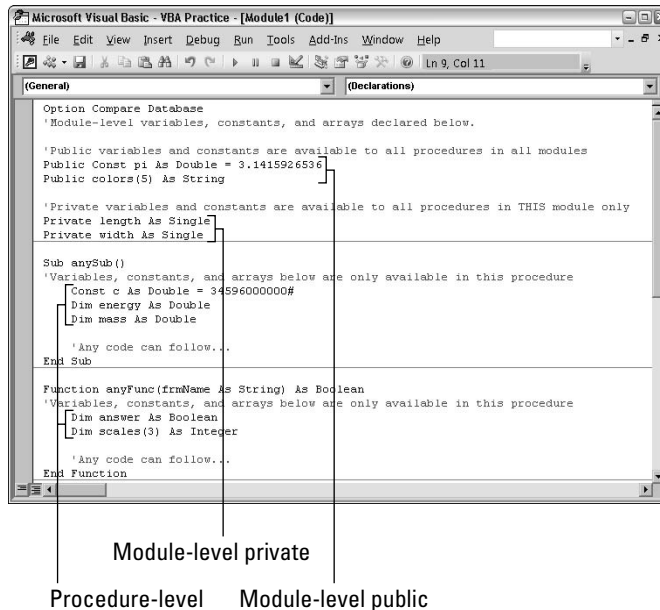 Microsoft Visual Basic - VBA Practice - [Module1 (Code)]
File Edit View Insert Debug Run Tools Add-Ins Window Help
Ln 9, Col 11
(General) (Declarations)
Option Compare Database
'Module-level variables, constants, and arrays declared below.
'Public variables and constants are available to all procedures in all modules
Public Const pi As Double = 3.1415926536
Public colors(5) As String
'Private variables and constants are available to all procedures in THIS module only
Private length As Single
Private width As Single
Sub anySub()
'Variables, constants, and arrays below are only available in this procedure
Const c As Double = 34596000000#
Dim energy As Double
Dim mass As Double
'Any code can follow...
End Sub
Function anyFunc(frmName As String) As Boolean
'Variables, constants, and arrays below are only available in this procedure
Dim answer As Boolean
Dim scales(3) As Integer
'Any code can follow...
End Function
Module-level private
Procedure-level Module-level public